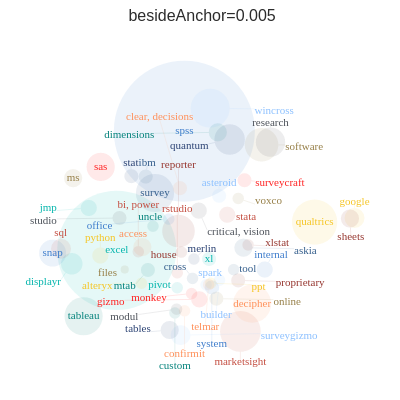 besideAnchor=0.005
wincross
clear, decisions
research
dimensions
spss
quantum
software
statibm
reporter
sas
ms
asteroid
surveycraft
survey
google
jmp
bi, power
rstudio
voxco
studio
uncle
stata
qualtrics
office
sql
python
access
critical, vision
sheets
snap
excel
house
merlin
xlstat
internal
askia
xl
files
cross
spark
tool
displayr
alteryx
mtab
pivot
ppt
proprietary
gizmo
monkey
decipher
online
tableau
modul
builder
tables
telmar
system
surveygizmo
confirmit
custom
marketsight